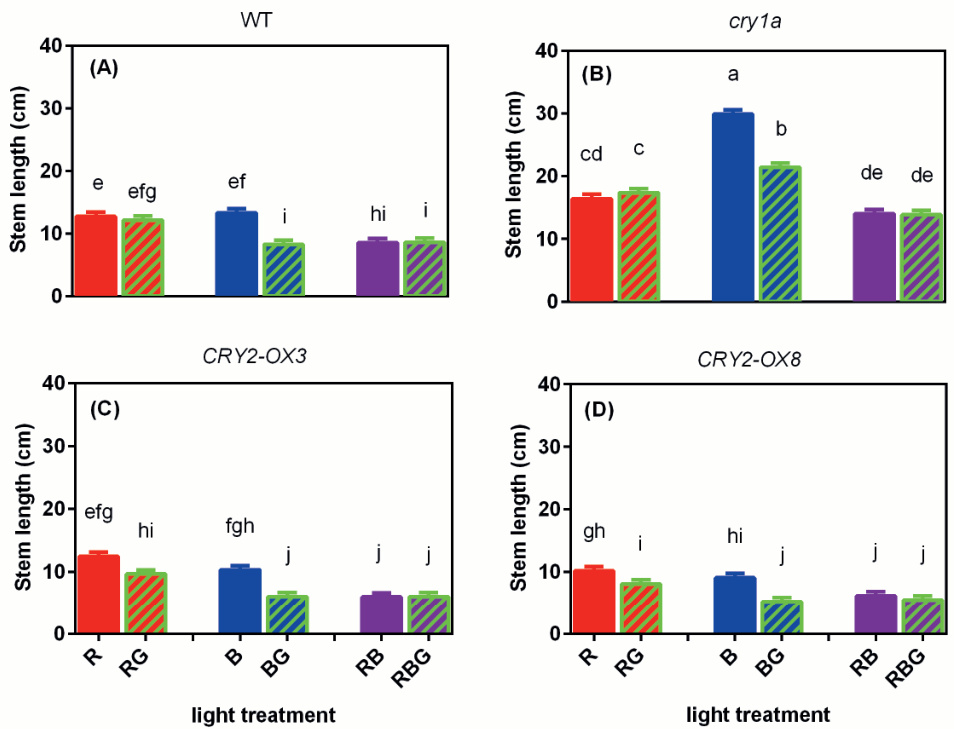 WT
(A)
Stem length (cm)
40
30
20
10
0
e
efg
ef
i
hi
i
cry1a
(B)
Stem length (cm)
40
30
20
10
0
cd
c
a
b
de
de
CRY2-OX3
(C)
Stem length (cm)
40
30
20
10
0
efg
hi
fgh
j
j
j
R
RG
B
BG
RB
RBG
light treatment
CRY2-OX8
(D)
Stem length (cm)
40
30
20
10
0
gh
i
hi
j
j
j
R
RG
B
BG
RB
RBG
light treatment